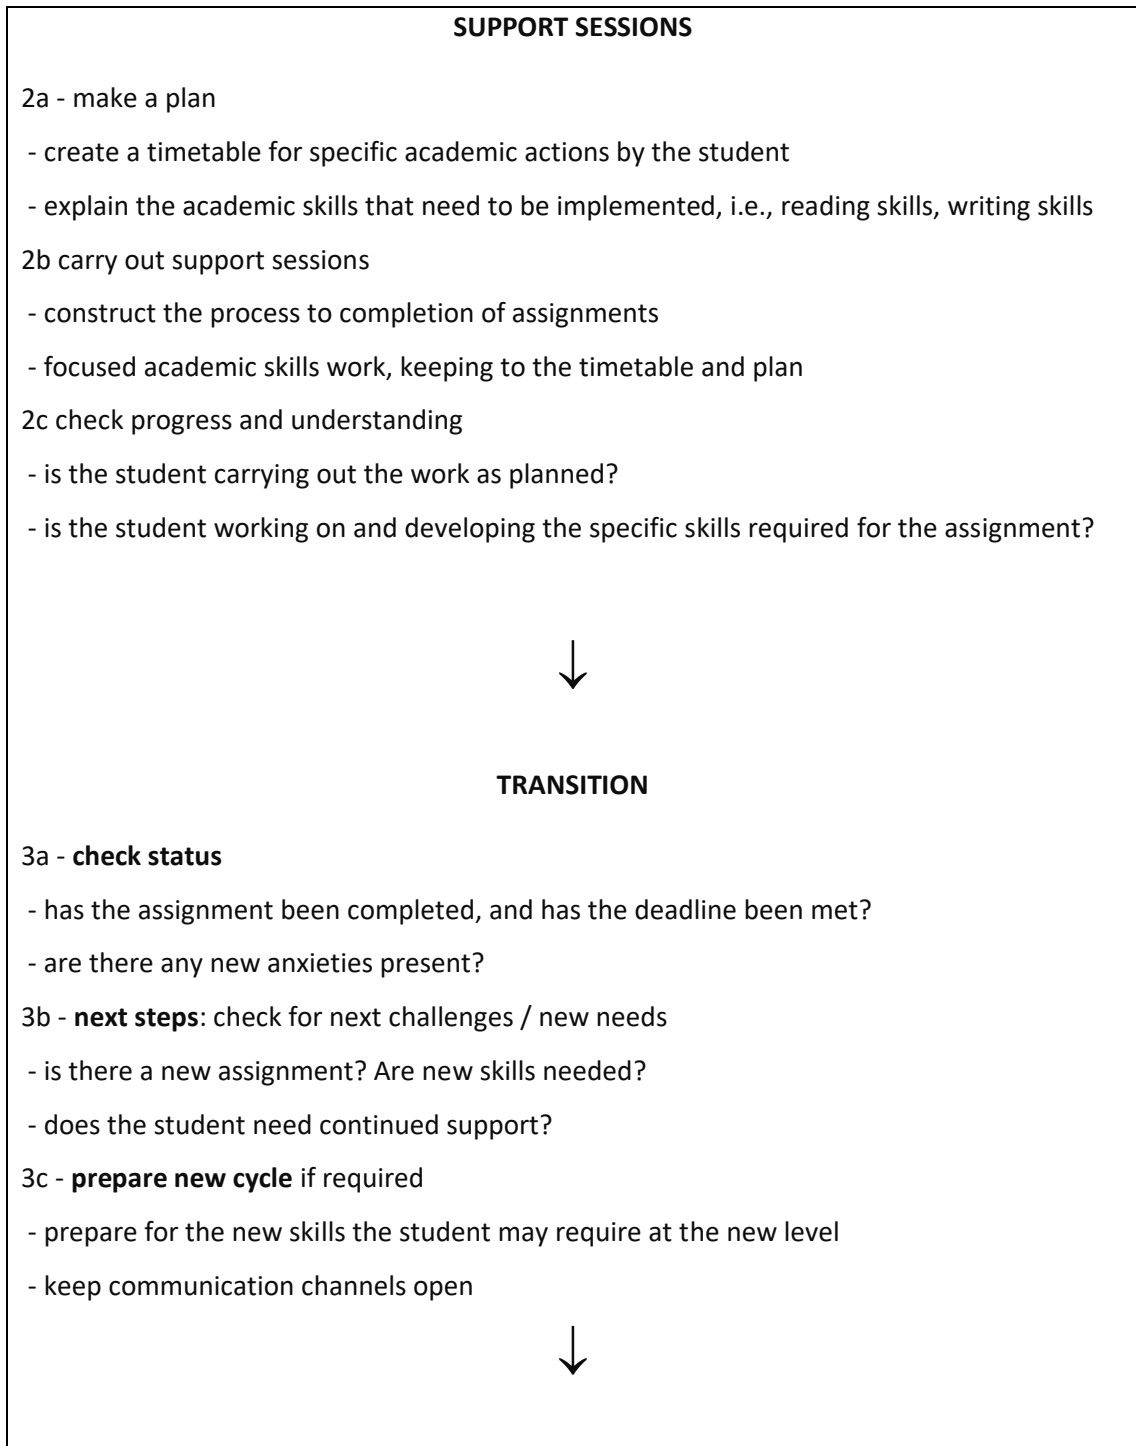 SUPPORT SESSIONS
2a - make a plan
- create a timetable for specific academic actions by the student
- explain the academic skills that need to be implemented, i.e., reading skills, writing skills
2b carry out support sessions
- construct the process to completion of assignments
- focused academic skills work, keeping to the timetable and plan
2c check progress and understanding
- is the student carrying out the work as planned?
- is the student working on and developing the specific skills required for the assignment?
↓
TRANSITION
3a - check status
- has the assignment been completed, and has the deadline been met?
- are there any new anxieties present?
3b - next steps: check for next challenges / new needs
- is there a new assignment? Are new skills needed?
- does the student need continued support?
3c - prepare new cycle if required
- prepare for the new skills the student may require at the new level
- keep communication channels open
↓